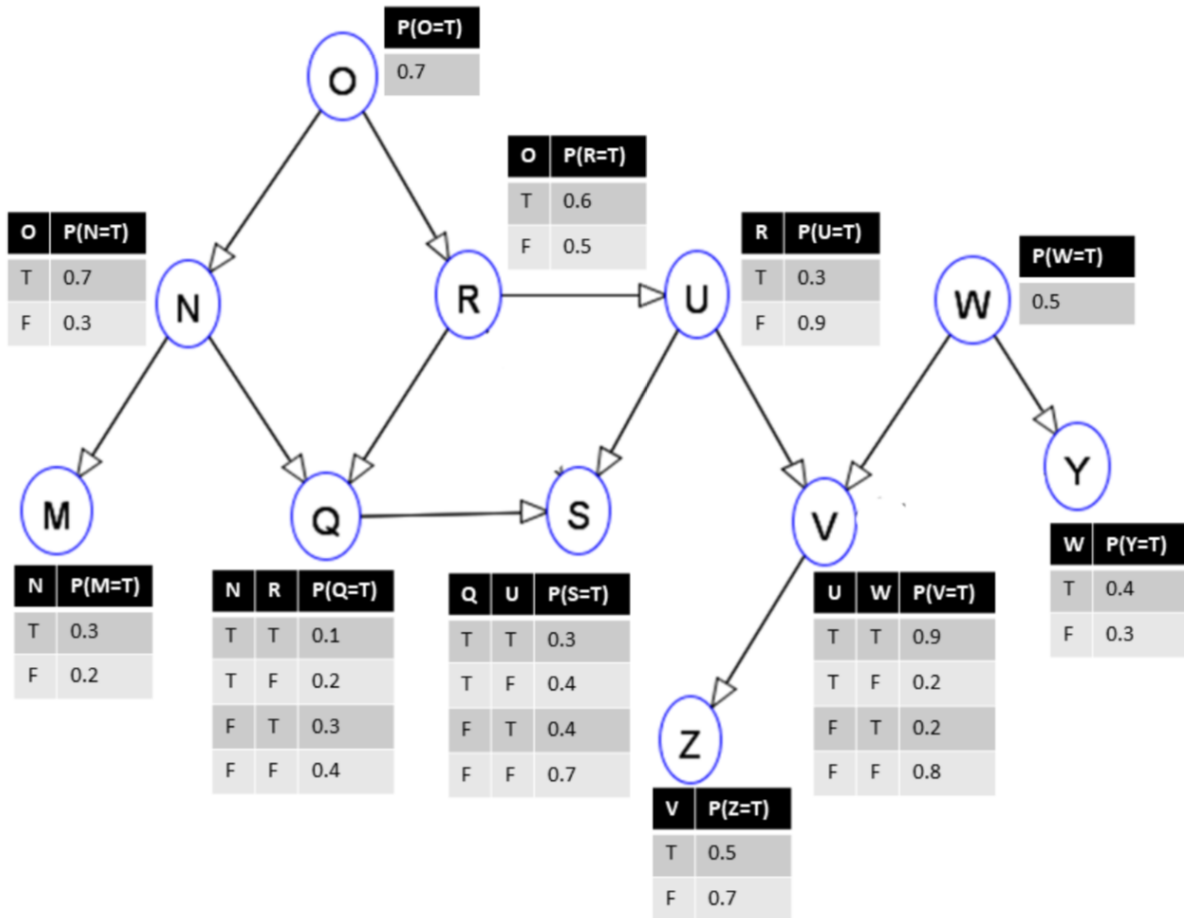 P(O=T)
0.7
O
O P(R=T)
T 0.6
F 0.5
O P(N=T)
T 0.7
F 0.3
R P(U=T)
T 0.3
F 0.9
P(W=T)
0.5
N
R
U
W
M
Q
S
V
Y
N P(M=T)
T 0.3
F 0.2
N R P(Q=T)
T T 0.1
T F 0.2
F T 0.3
F F 0.4
Q U P(S=T)
T T 0.3
T F 0.4
F T 0.4
F F 0.7
U W P(V=T)
T T 0.9
T F 0.2
F T 0.2
F F 0.8
W P(Y=T)
T 0.4
F 0.3
Z
V P(Z=T)
T 0.5
F 0.7